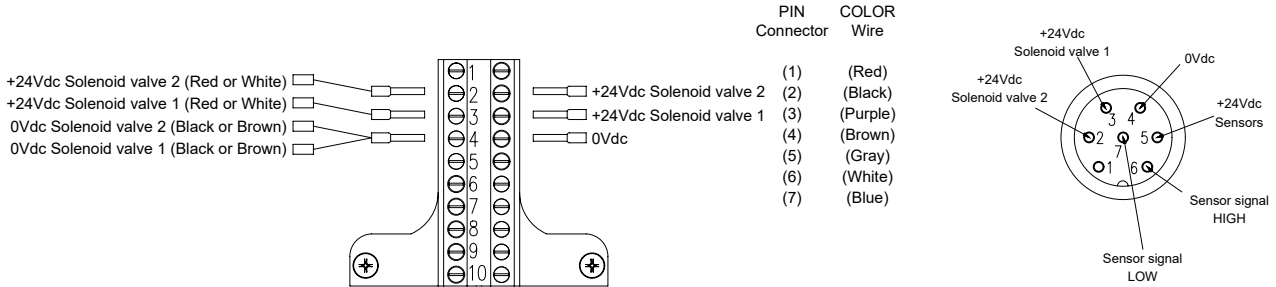 +24Vdc Solenoid valve 2 (Red or White)
+24Vdc Solenoid valve 1 (Red or White)
0Vdc Solenoid valve 2 (Black or Brown)
0Vdc Solenoid valve 1 (Black or Brown)
1
2
3
4
5
6
7
8
9
10
+24Vdc Solenoid valve 2
+24Vdc Solenoid valve 1
0Vdc
PIN COLOR
Connector Wire
(1) (Red)
(2) (Black)
(3) (Purple)
(4) (Brown)
(5) (Gray)
(6) (White)
(7) (Blue)
+24Vdc
Solenoid valve 1
0Vdc
+24Vdc
Solenoid valve 2
+24Vdc
Sensors
3 4
2 5
7
1 6
Sensor signal
HIGH
Sensor signal
LOW